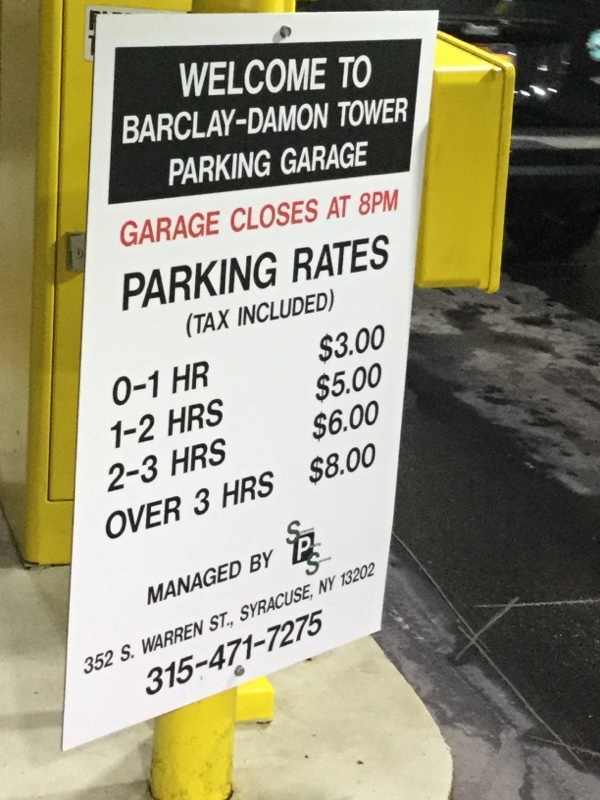 WELCOME TO
BARCLAY-DAMON TOWER
PARKING GARAGE
GARAGE CLOSES AT 8PM
PARKING RATES
(TAX INCLUDED)
0-1 HR $3.00
1-2 HRS $5.00
2-3 HRS $6.00
OVER 3 HRS $8.00
MANAGED BY SPS
352 S. WARREN ST., SYRACUSE, NY 13202
315-471-7275